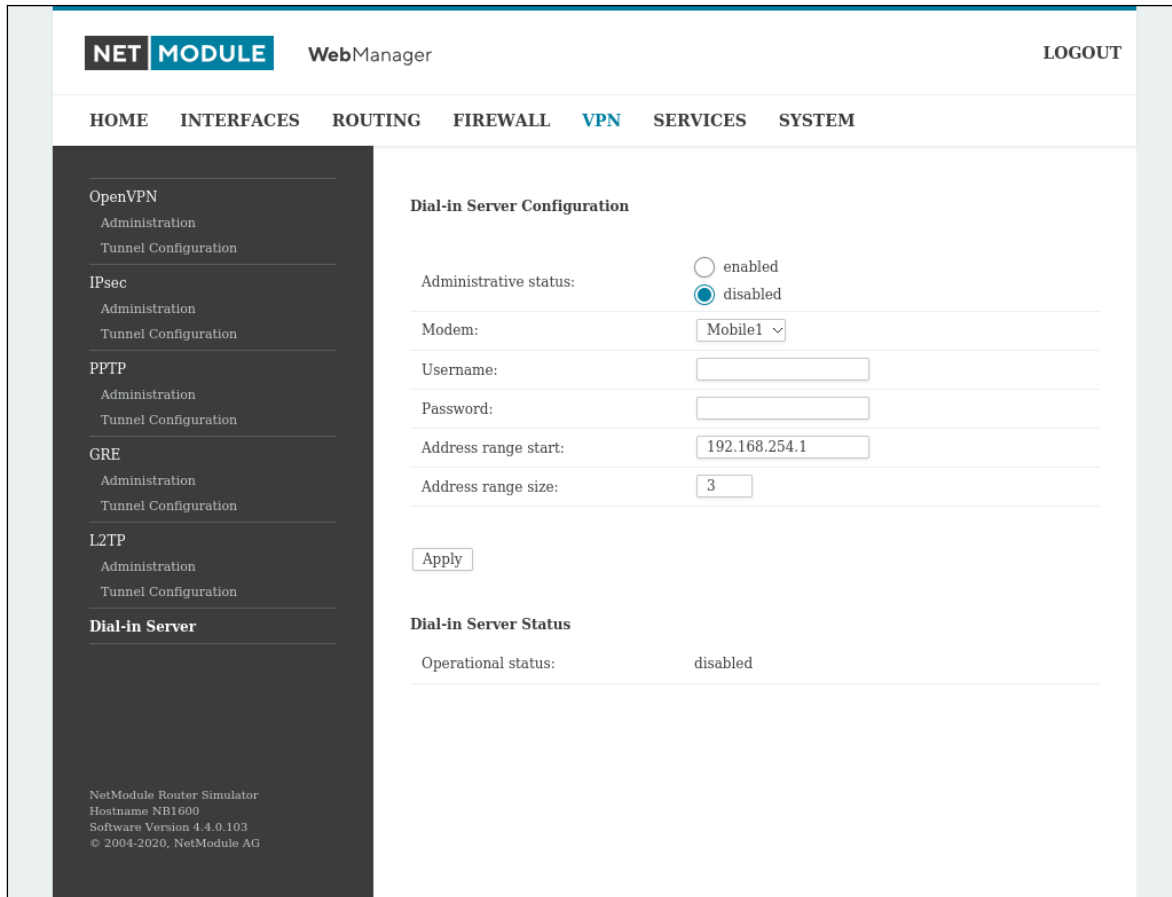 NET MODULE WebManager LOGOUT
HOME INTERFACES ROUTING FIREWALL VPN SERVICES SYSTEM
OpenVPN
Administration
Tunnel Configuration
IPsec
Administration
Tunnel Configuration
PPTP
Administration
Tunnel Configuration
GRE
Administration
Tunnel Configuration
L2TP
Administration
Tunnel Configuration
Dial-in Server
NetModule Router Simulator
Hostname NB1600
Software Version 4.4.0.103
© 2004-2020, NetModule AG
Dial-in Server Configuration
Administrative status:
enabled
disabled
Modem: Mobile1
Username:
Password:
Address range start: 192.168.254.1
Address range size: 3
Apply
Dial-in Server Status
Operational status: disabled